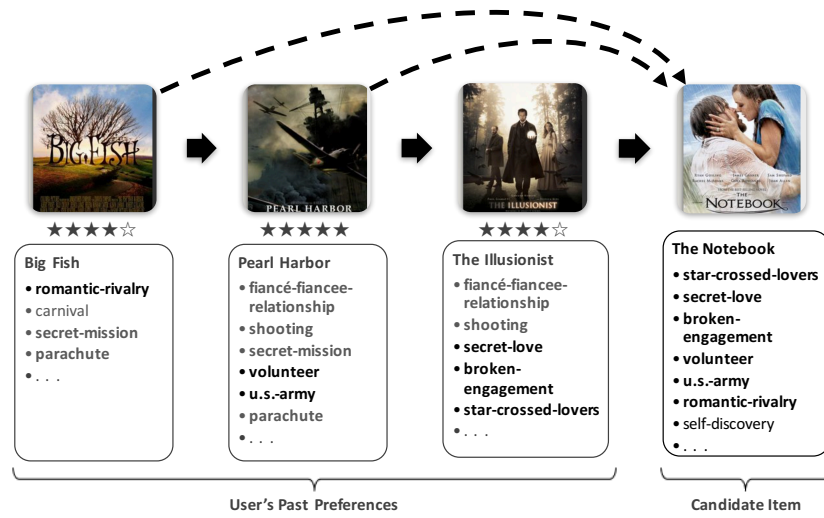 BIG FISH
PEARL HARBOR
THE ILLUSIONIST
THE
NOTEBOOK
★★★★☆
★★★★★
★★★★☆
Big Fish
• romantic-rivalry
• carnival
• secret-mission
• parachute
• . . .
Pearl Harbor
• fiancé-fiancee-
relationship
• shooting
• secret-mission
• volunteer
• u.s.-army
• parachute
• . . .
The Illusionist
• fiancé-fiancee-
relationship
• shooting
• secret-love
• broken-
engagement
• star-crossed-lovers
• . . .
The Notebook
• star-crossed-lovers
• secret-love
• broken-
engagement
• volunteer
• u.s.-army
• romantic-rivalry
• self-discovery
• . . .
User's Past Preferences
Candidate Item